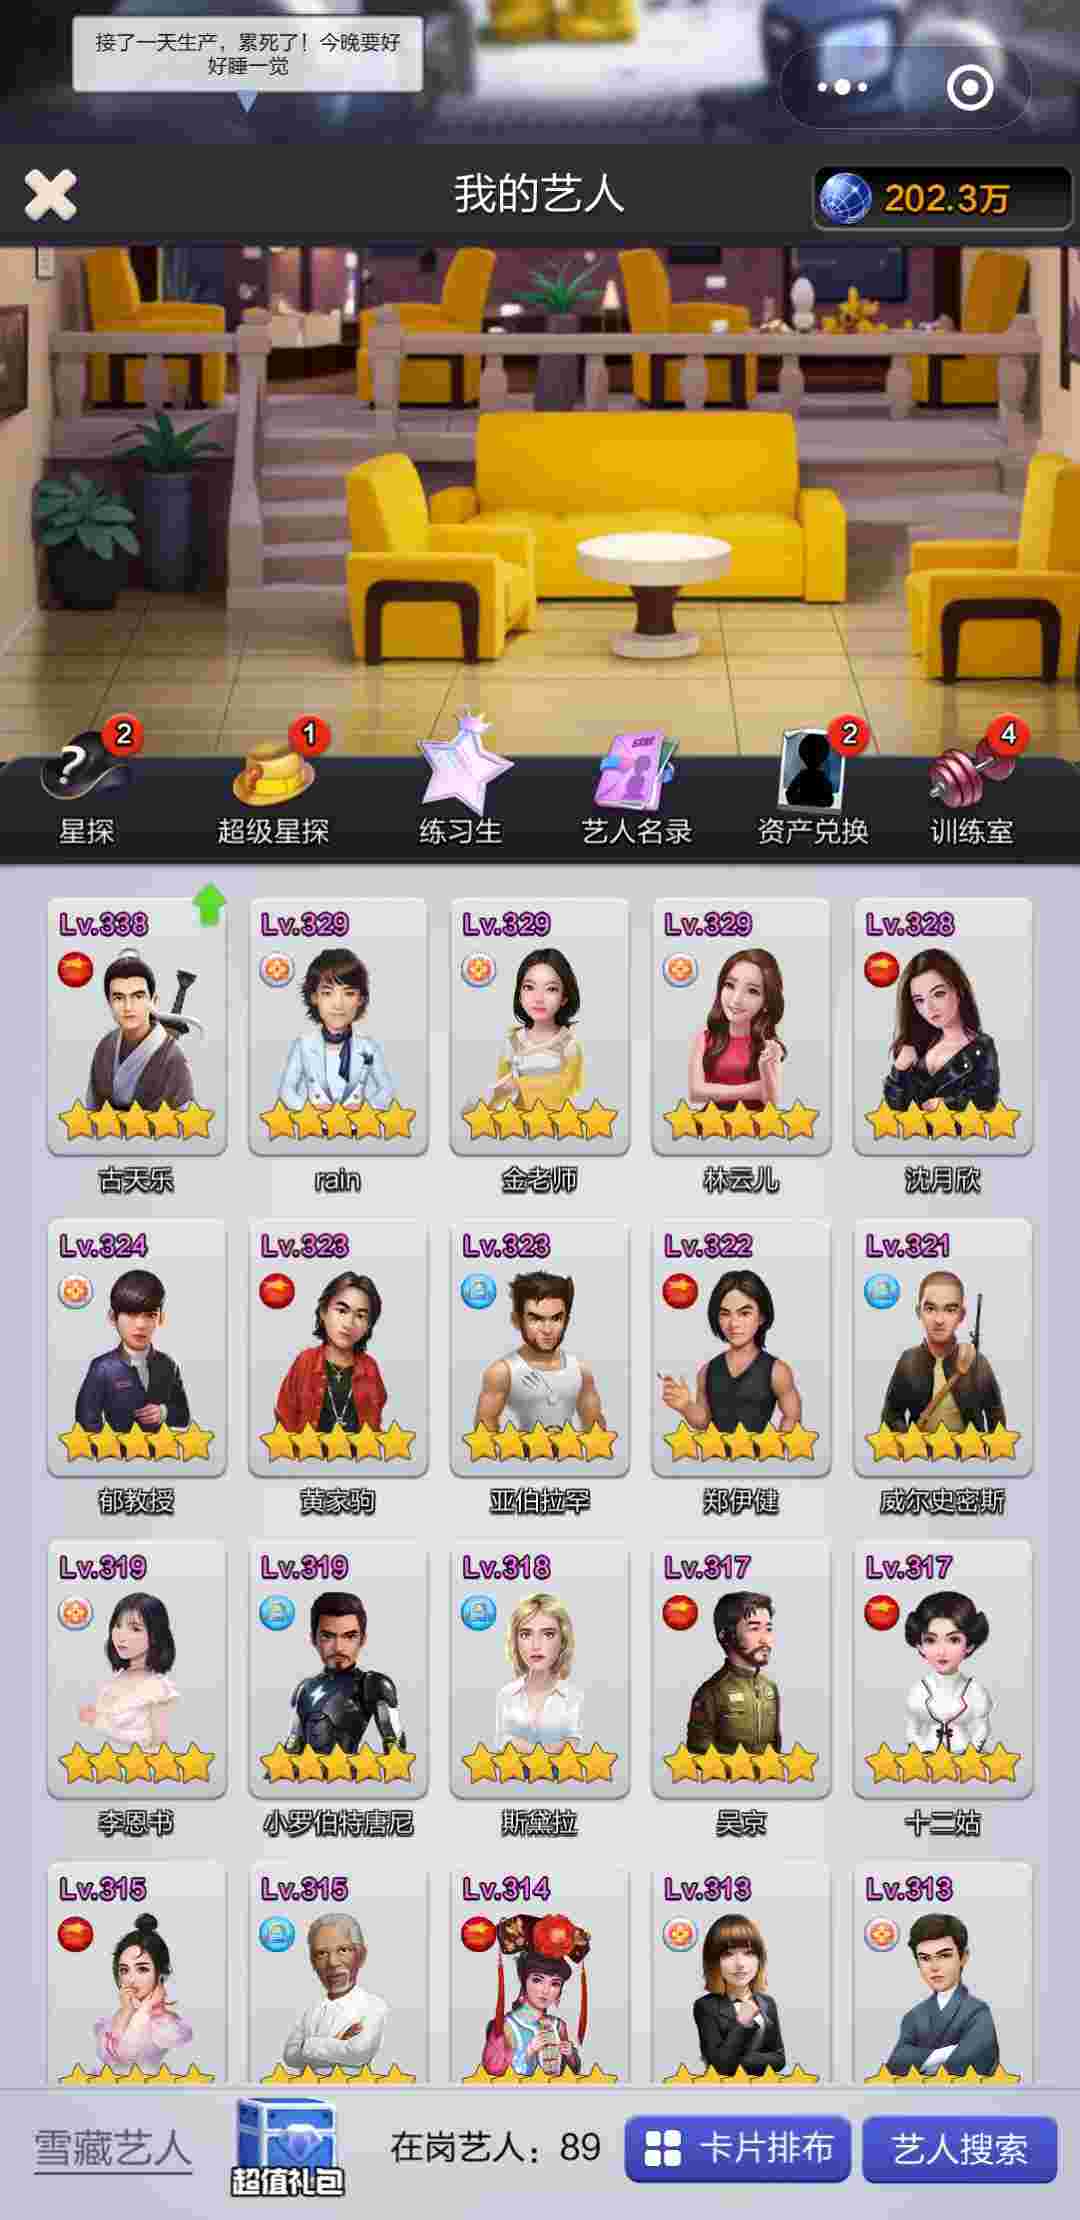 接了一天生产，累死了！今晚要好
好睡一觉
我的艺人
202.3万
2
1
2
4
星探
超级星探
练习生
艺人名录
资产兑换
训练室
Lv.338
Lv.329
Lv.329
Lv.329
Lv.328
古天乐
rain
金老师
林云儿
沈月欣
Lv.324
Lv.323
Lv.323
Lv.322
Lv.321
郁教授
黄家驹
亚伯拉罕
郑伊健
威尔史密斯
Lv.319
Lv.319
Lv.318
Lv.317
Lv.317
李恩书
小罗伯特唐尼
斯黛拉
吴京
十二姑
Lv.315
Lv.315
Lv.314
Lv.313
Lv.313
雪藏艺人
超值礼包
在岗艺人：89
卡片排布
艺人搜索